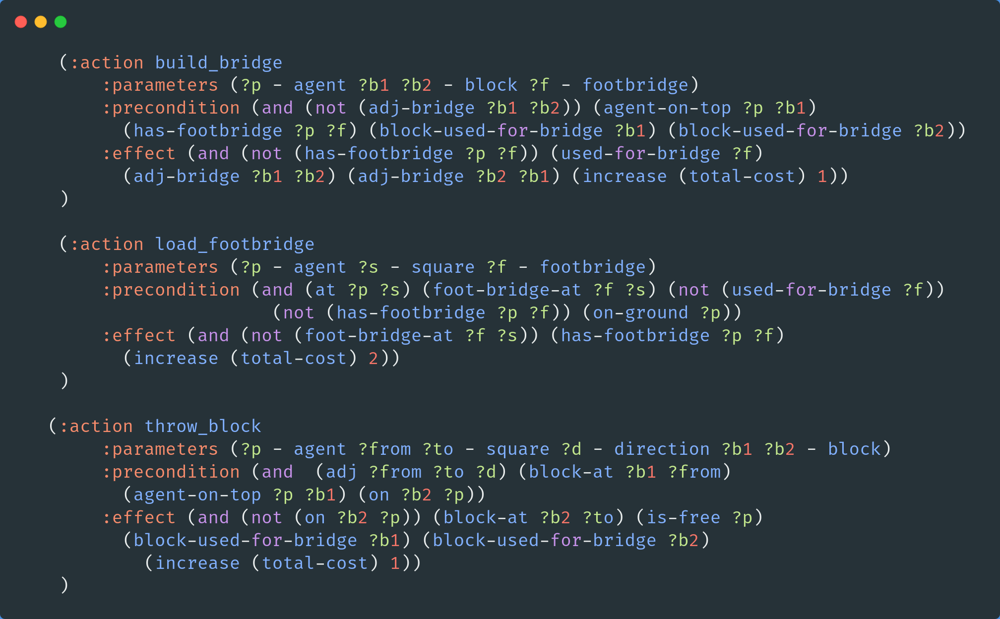 (:action build_bridge
:parameters (?p - agent ?b1 ?b2 - block ?f - footbridge)
:precondition (and (not (adj-bridge ?b1 ?b2)) (agent-on-top ?p ?b1)
(has-footbridge ?p ?f) (block-used-for-bridge ?b1) (block-used-for-bridge ?b2))
:effect (and (not (has-footbridge ?p ?f)) (used-for-bridge ?f)
(adj-bridge ?b1 ?b2) (adj-bridge ?b2 ?b1) (increase (total-cost) 1))
)
(:action load_footbridge
:parameters (?p - agent ?s - square ?f - footbridge)
:precondition (and (at ?p ?s) (foot-bridge-at ?f ?s) (not (used-for-bridge ?f))
(not (has-footbridge ?p ?f)) (on-ground ?p))
:effect (and (not (foot-bridge-at ?f ?s)) (has-footbridge ?p ?f)
(increase (total-cost) 2))
)
(:action throw_block
:parameters (?p - agent ?from ?to - square ?d - direction ?b1 ?b2 - block)
:precondition (and  (adj ?from ?to ?d) (block-at ?b1 ?from)
(agent-on-top ?p ?b1) (on ?b2 ?p))
:effect (and (not (on ?b2 ?p)) (block-at ?b2 ?to) (is-free ?p)
(block-used-for-bridge ?b1) (block-used-for-bridge ?b2)
(increase (total-cost) 1))
)